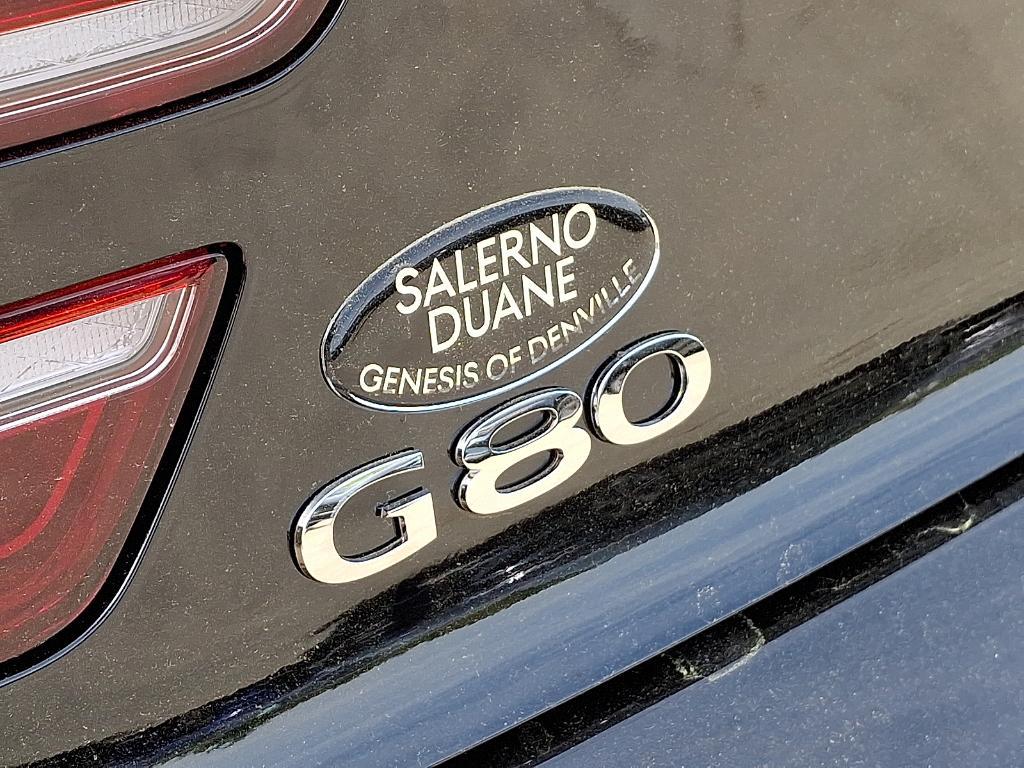 SALERNO
DUANE
GENESIS OF DENVILLE
G80